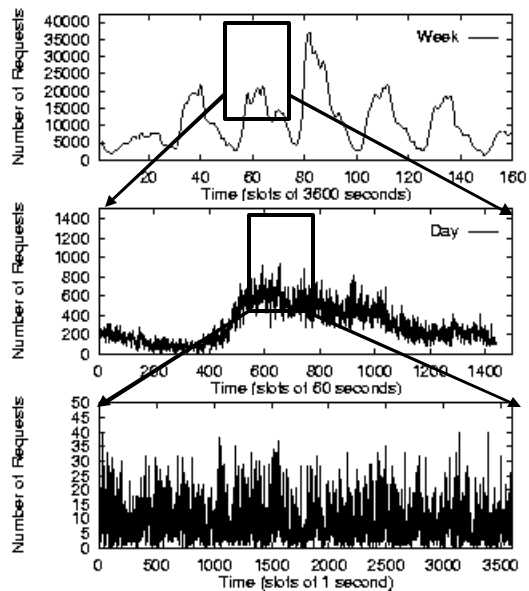 Number of Requests
40000
35000
30000
25000
20000
15000
10000
5000
0
Week
20 40 60 80 100 120 140 160
Time (slots of 3600 seconds)
Number of Requests
1400
1200
1000
800
600
400
200
0
Day
0 200 400 600 800 1000 1200 1400
Time (slots of 60 seconds)
Number of Requests
50
45
40
35
30
25
20
15
10
5
0
0 500 1000 1500 2000 2500 3000 3500
Time (slots of 1 second)